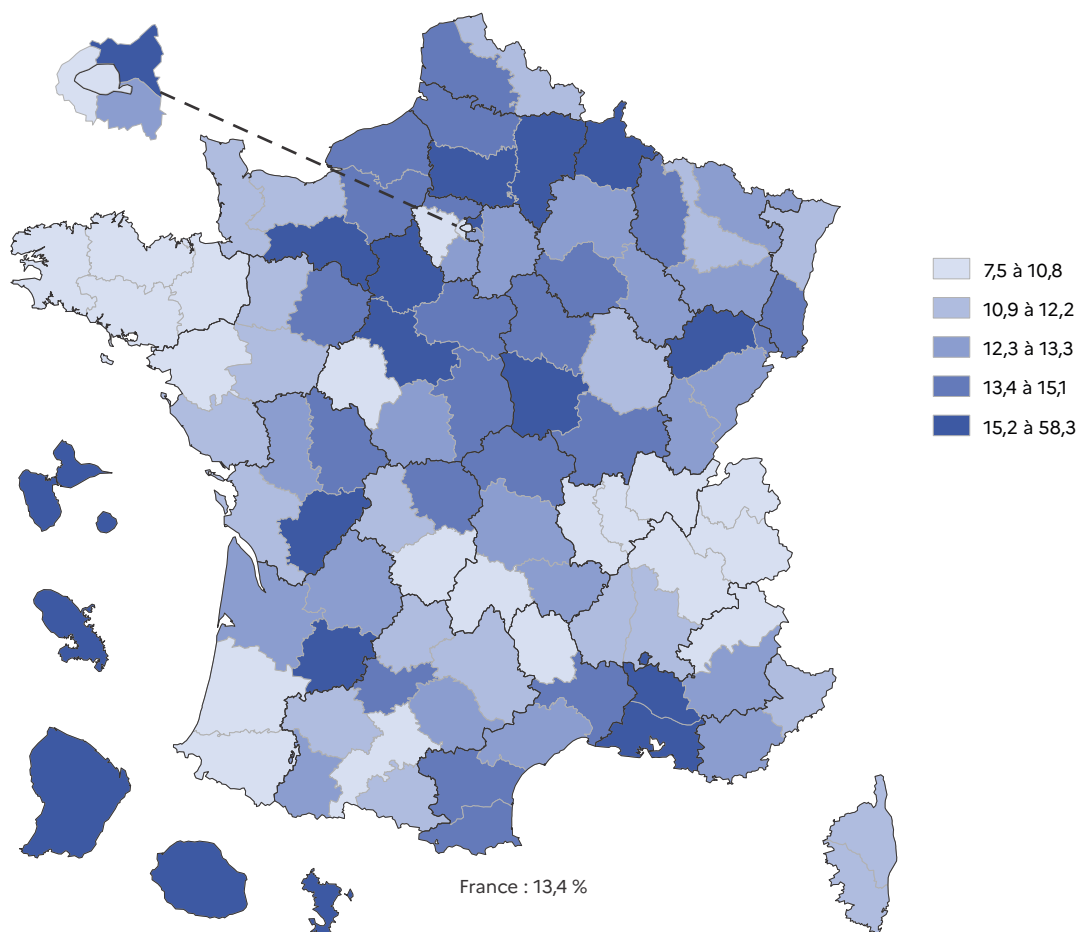 7,5 à 10,8
10,9 à 12,2
12,3 à 13,3
13,4 à 15,1
15,2 à 58,3
France : 13,4 %